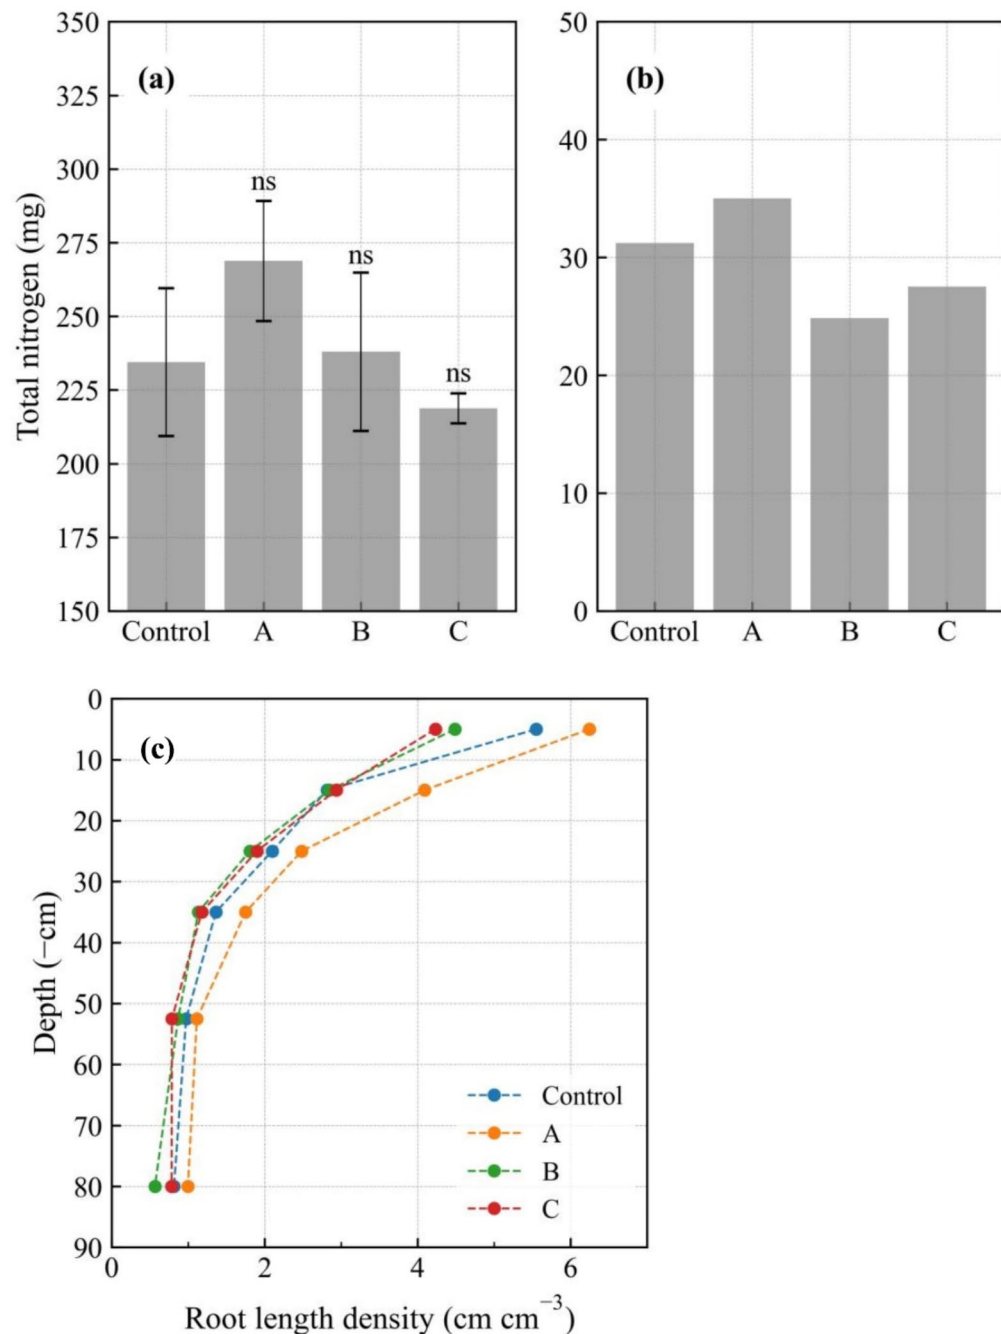 (a)
Total nitrogen (mg)
350
325
300
275
250
225
200
175
150
ns
ns
ns
Control A B C
(b)
50
40
30
20
10
0
Control A B C
(c)
Depth (−cm)
0
10
20
30
40
50
60
70
80
90
Control
A
B
C
0 2 4 6
Root length density (cm cm⁻³)